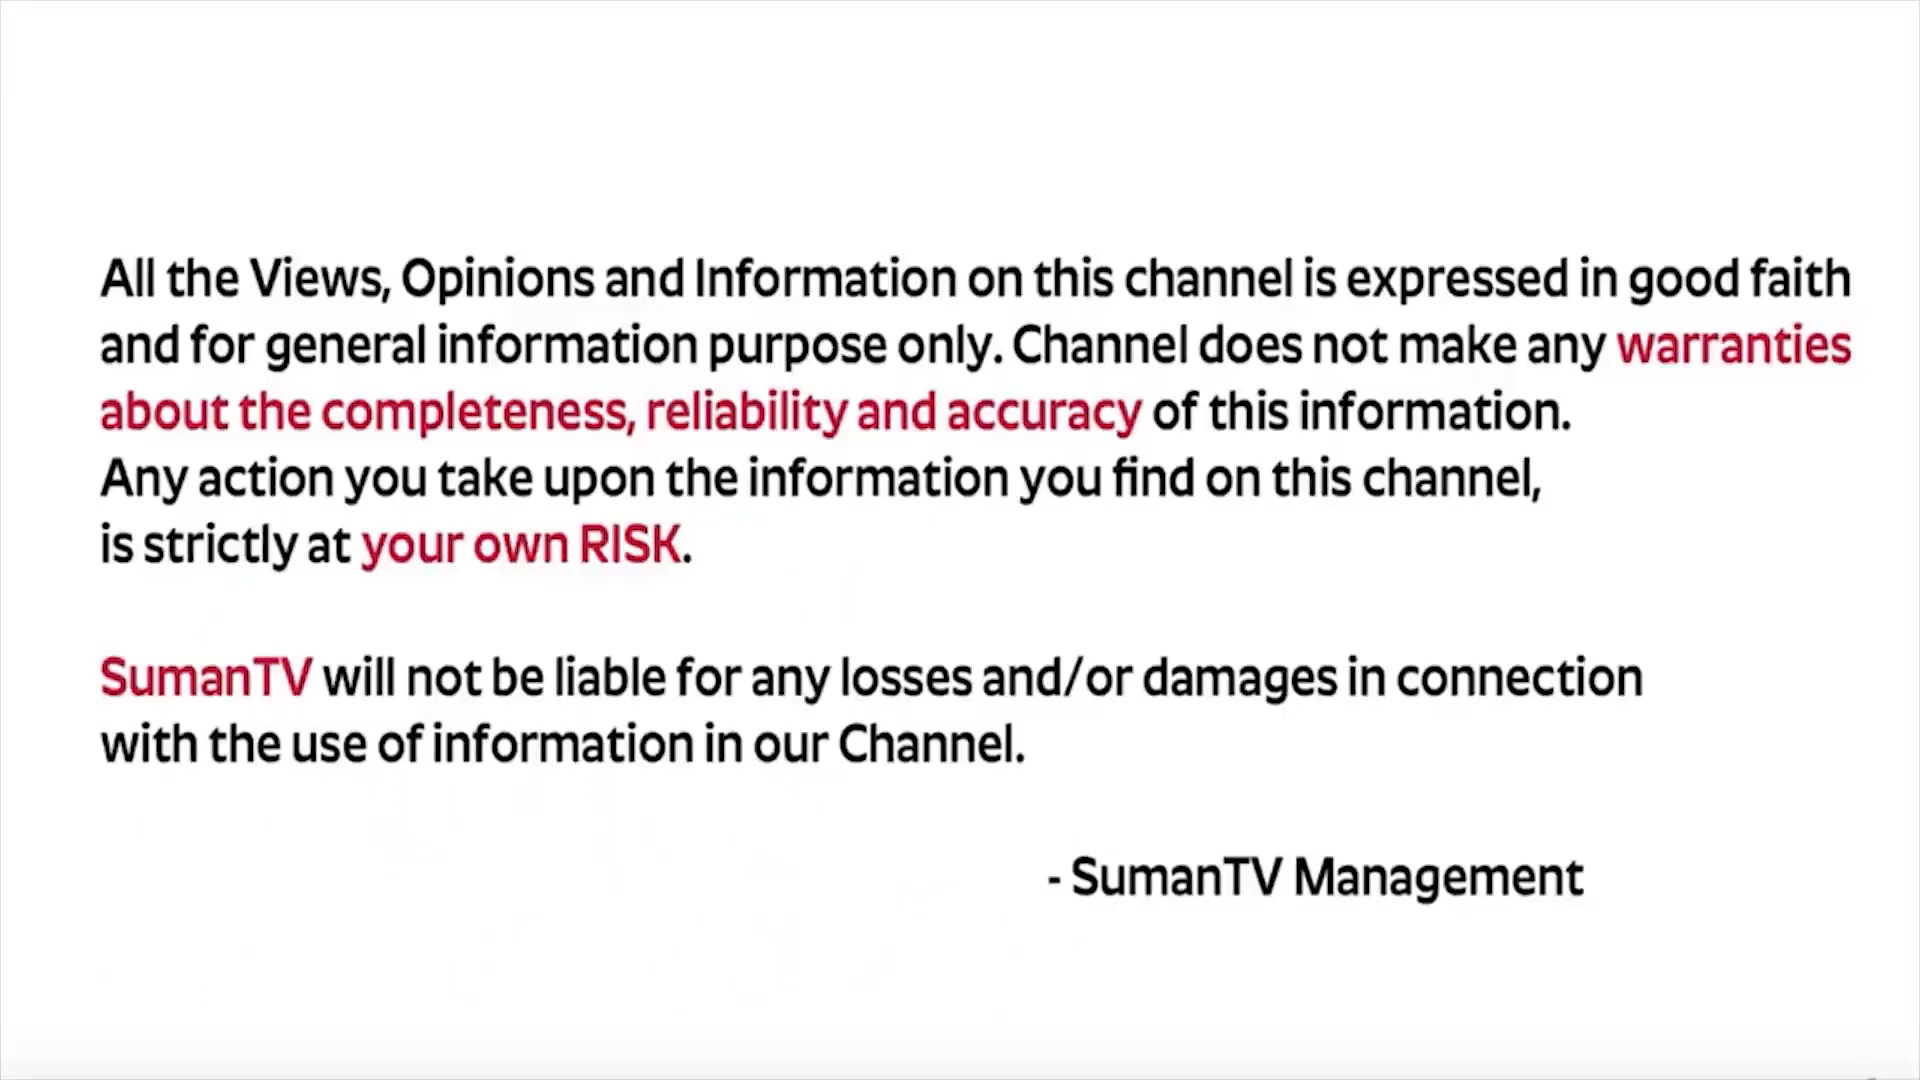 All the Views, Opinions and Information on this channel is expressed in good faith
and for general information purpose only. Channel does not make any warranties
about the completeness, reliability and accuracy of this information.
Any action you take upon the information you find on this channel,
is strictly at your own RISK.
SumanTV will not be liable for any losses and/or damages in connection
with the use of information in our Channel.
- SumanTV Management